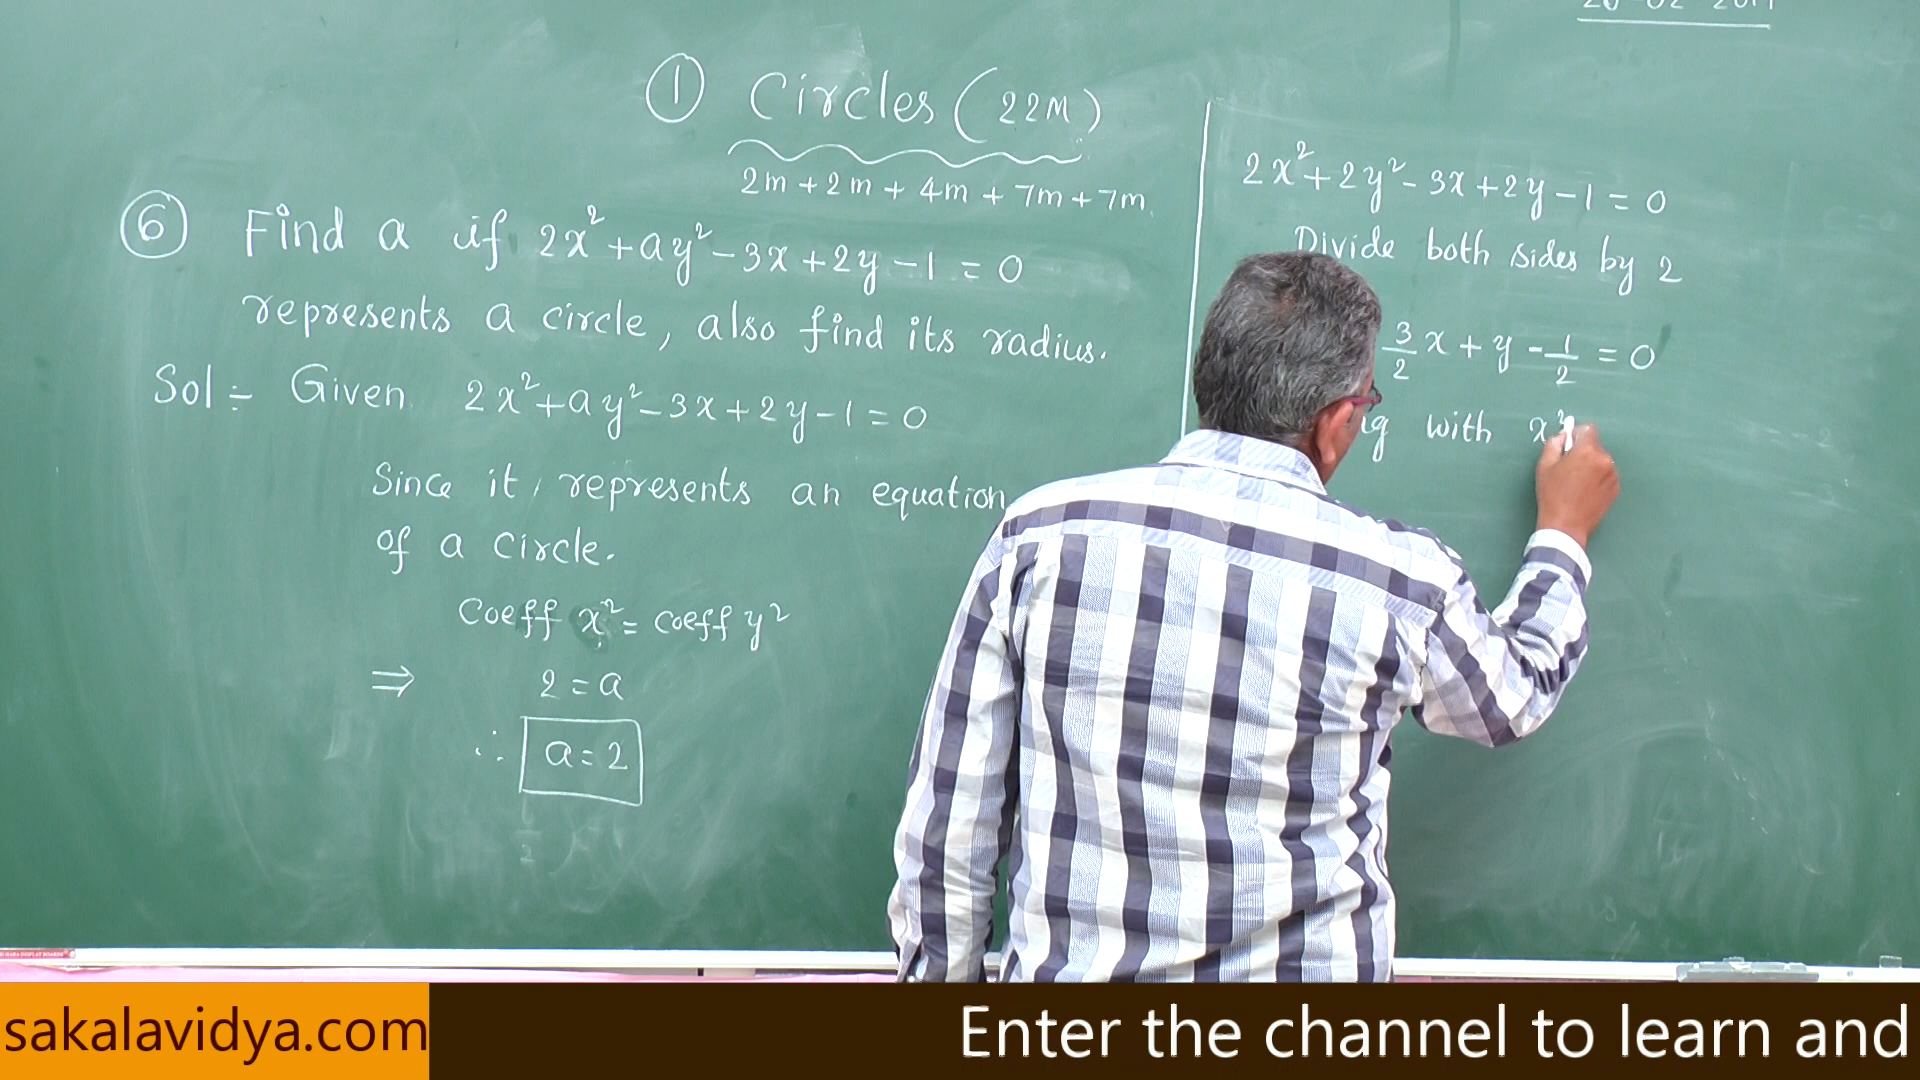 ① Circles (22M)
2m + 2m + 4m + 7m + 7m
⑥ Find a if 2x² + ay² - 3x + 2y - 1 = 0
represents a circle, also find its radius.
Sol:- Given 2x² + ay² - 3x + 2y - 1 = 0
Since it, represents an equation
of a circle.
Coeff x² = coeff y²
⇒ 2 = a
∴ a = 2
2x² + 2y² - 3x + 2y - 1 = 0
Divide both sides by 2
3/2 x + y - 1/2 = 0
with x²
sakalavidya.com
Enter the channel to learn and